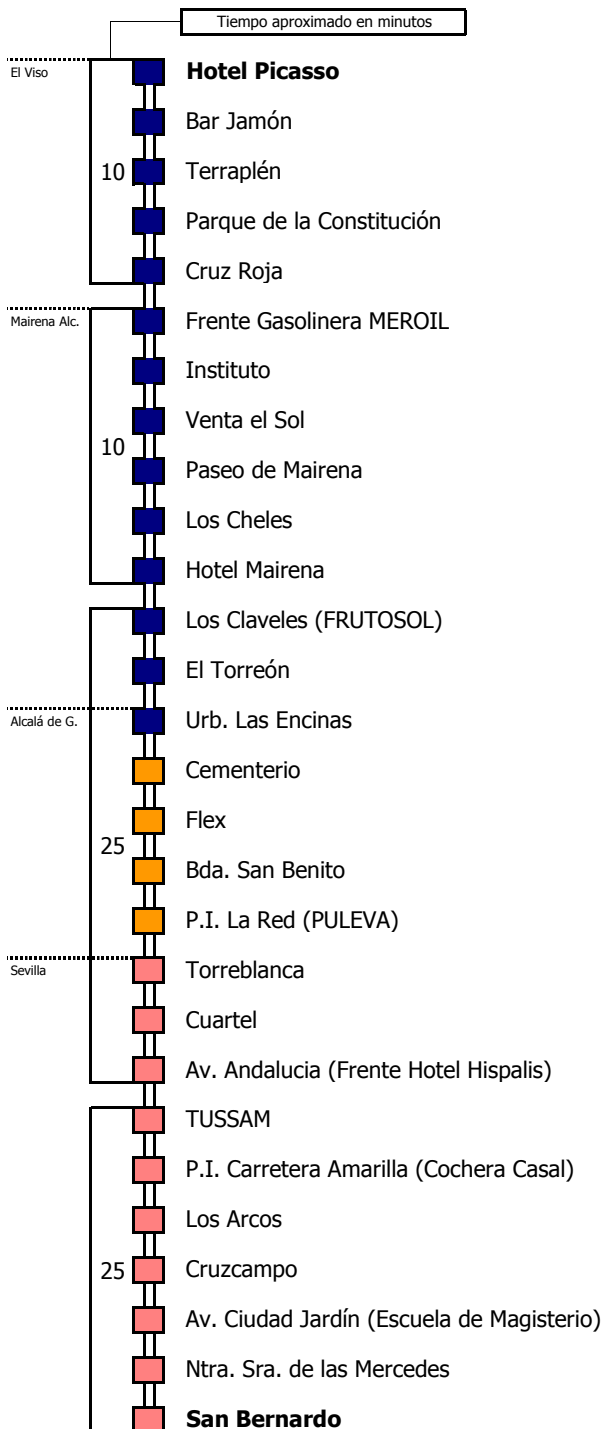 Tiempo aproximado en minutos
El Viso
Hotel Picasso
Bar Jamón
10
Terraplén
Parque de la Constitución
Cruz Roja
Mairena Alc.
Frente Gasolinera MEROIL
Instituto
Venta el Sol
10
Paseo de Mairena
Los Cheles
Hotel Mairena
Los Claveles (FRUTOSOL)
El Torreón
Alcalá de G.
Urb. Las Encinas
Cementerio
Flex
25
Bda. San Benito
P.I. La Red (PULEVA)
Sevilla
Torreblanca
Cuartel
Av. Andalucia (Frente Hotel Hispalis)
TUSSAM
P.I. Carretera Amarilla (Cochera Casal)
Los Arcos
25
Cruzcampo
Av. Ciudad Jardín (Escuela de Magisterio)
Ntra. Sra. de las Mercedes
San Bernardo